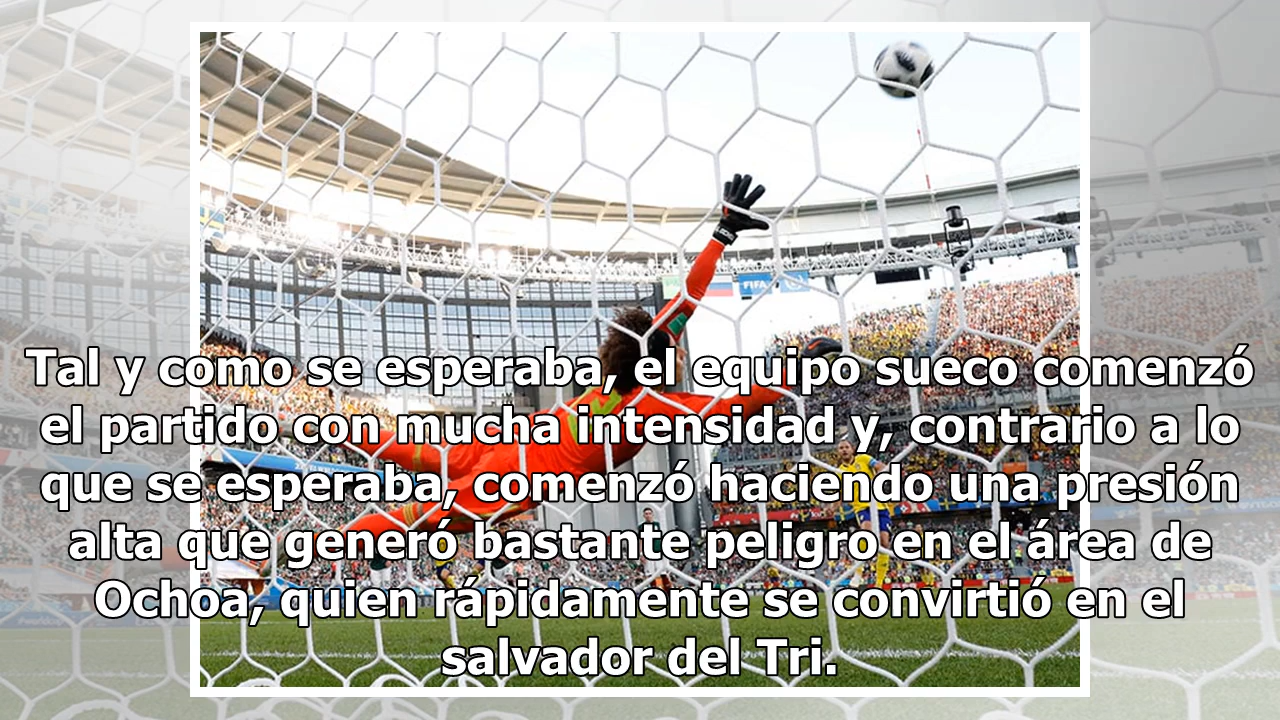 FIFA
Tal y como se esperaba, el equipo sueco comenzó
el partido con mucha intensidad y, contrario a lo
que se esperaba, comenzó haciendo una presión
alta que generó bastante peligro en el área de
Ochoa, quien rápidamente se convirtió en el
salvador del Tri.